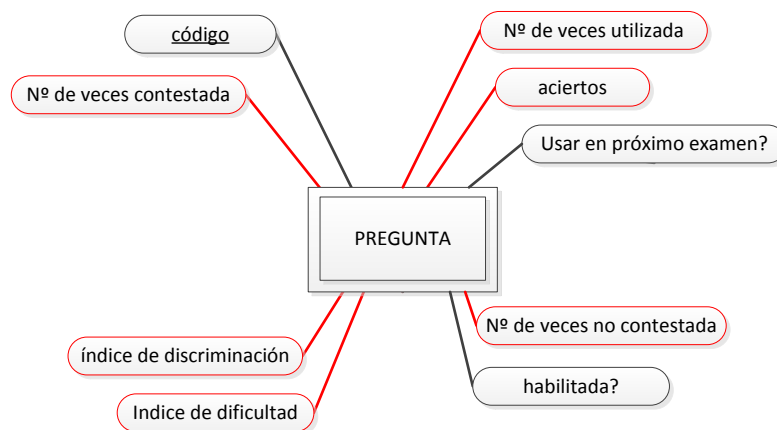 código
Nº de veces utilizada
Nº de veces contestada
aciertos
Usar en próximo examen?
PREGUNTA
Nº de veces no contestada
índice de discriminación
habilitada?
Indice de dificultad